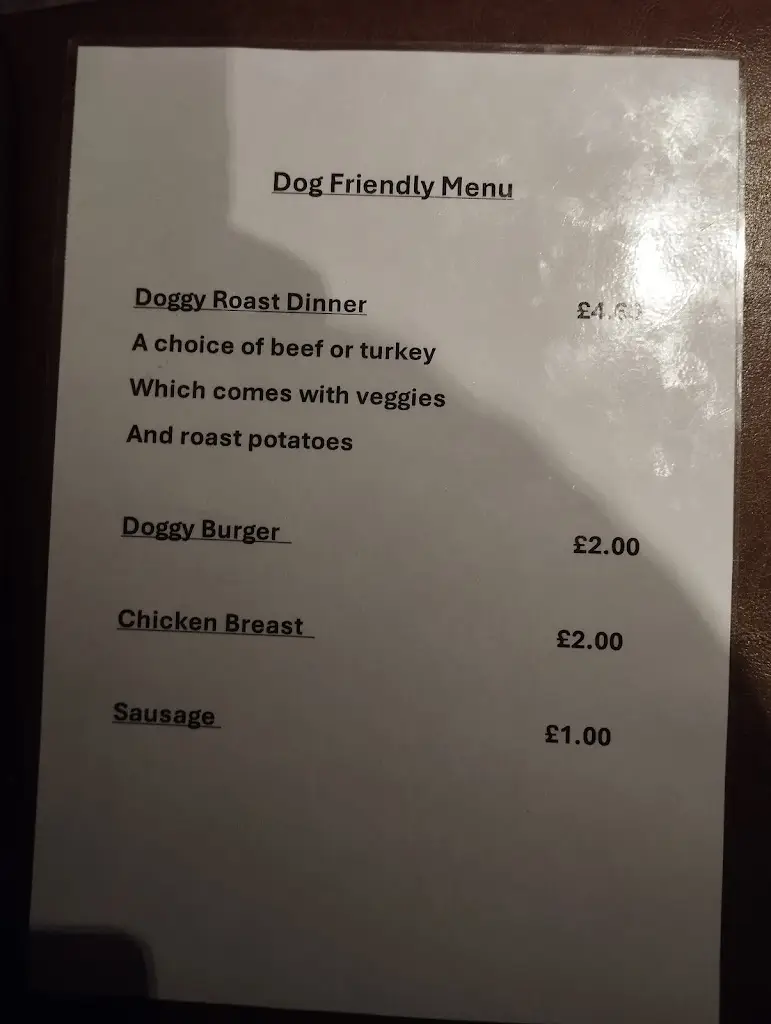 Dog Friendly Menu
Doggy Roast Dinner
A choice of beef or turkey
Which comes with veggies
And roast potatoes
Doggy Burger £2.00
Chicken Breast £2.00
Sausage £1.00